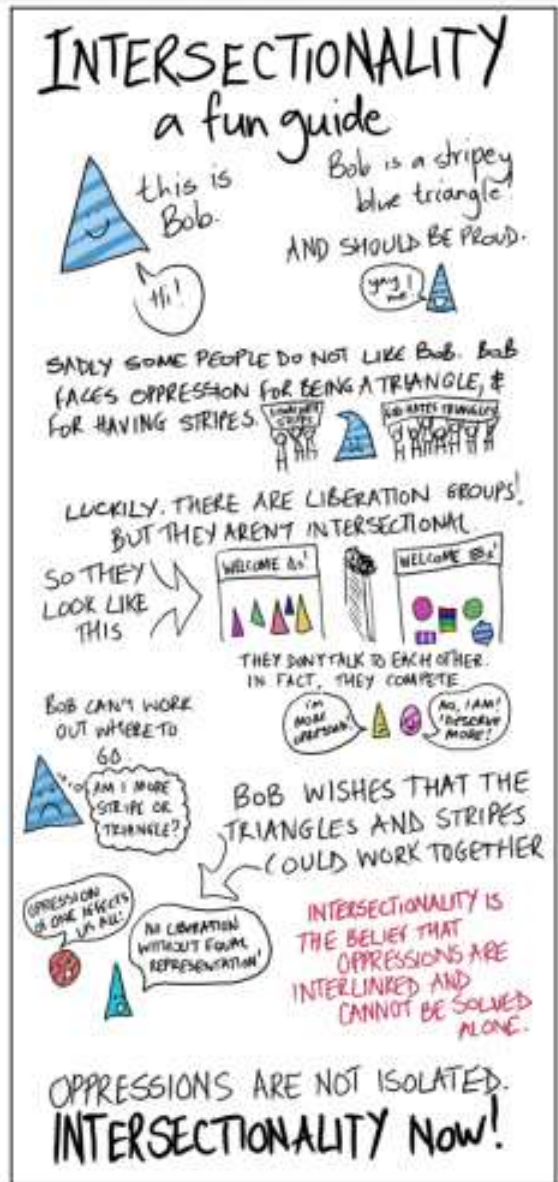 INTERSECTIONALITY
a fun guide
this is
Bob.
Hi!
Bob is a stripey
blue triangle!
AND SHOULD BE PROUD.
yay!
me!
SADLY SOME PEOPLE DO NOT LIKE BOB. BOB
FACES OPPRESSION FOR BEING A TRIANGLE, &
FOR HAVING STRIPES.
STRIPES
GOD HATES TRIANGLES
LUCKILY. THERE ARE LIBERATION GROUPS!
BUT THEY AREN'T INTERSECTIONAL
SO THEY
LOOK LIKE
THIS
WELCOME Δs!
WELCOME
THEY DON'T TALK TO EACH OTHER.
IN FACT, THEY COMPETE
I'M
MORE
OPPRESSED!
NO, I AM!
I DESERVE
MORE!
BOB CAN'T WORK
OUT WHERE TO
GO.
AM I MORE
STRIPE OR
TRIANGLE?
BOB WISHES THAT THE
TRIANGLES AND STRIPES
COULD WORK TOGETHER
OPPRESSION
OF ONE AFFECTS
US ALL!
NO LIBERATION
WITHOUT EQUAL
REPRESENTATION!
INTERSECTIONALITY IS
THE BELIEF THAT
OPPRESSIONS ARE
INTERLINKED AND
CANNOT BE SOLVED
ALONE.
OPPRESSIONS ARE NOT ISOLATED.
INTERSECTIONALITY NOW!